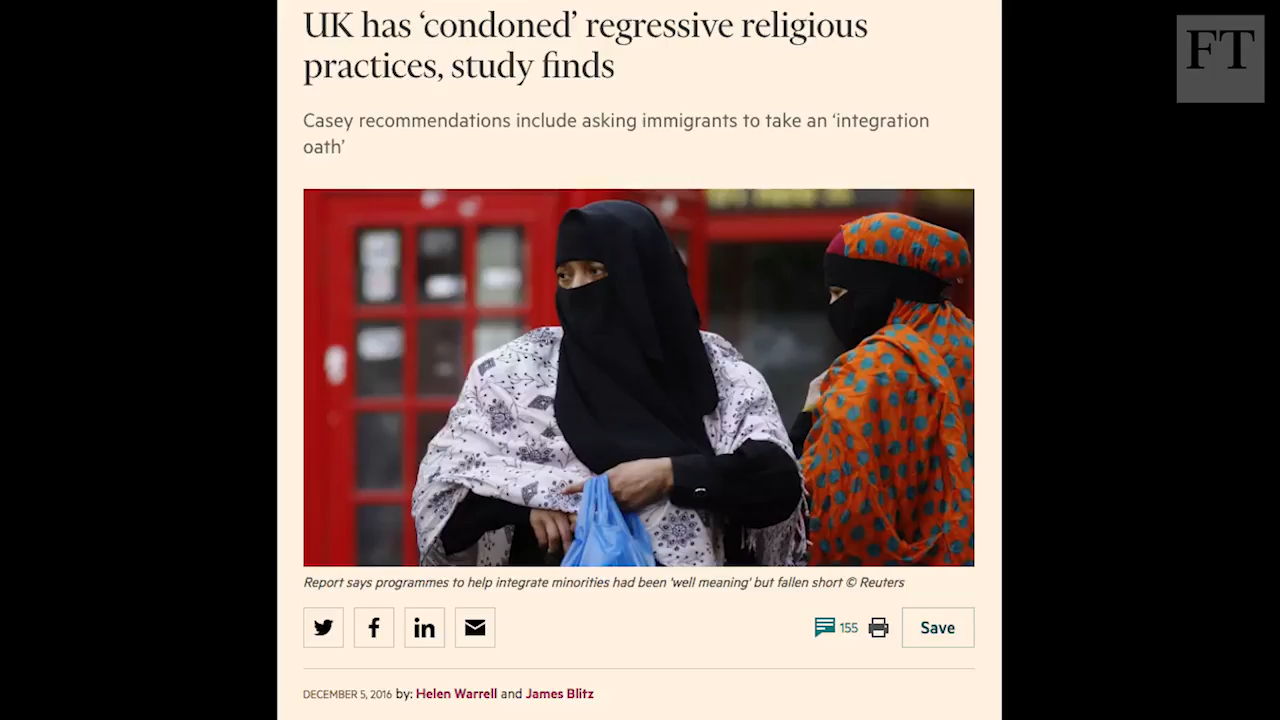 UK has ‘condoned’ regressive religious
practices, study finds
FT
Casey recommendations include asking immigrants to take an ‘integration
oath’
Report says programmes to help integrate minorities had been 'well meaning' but fallen short © Reuters
155
Save
DECEMBER 5, 2016 by: Helen Warrell and James Blitz